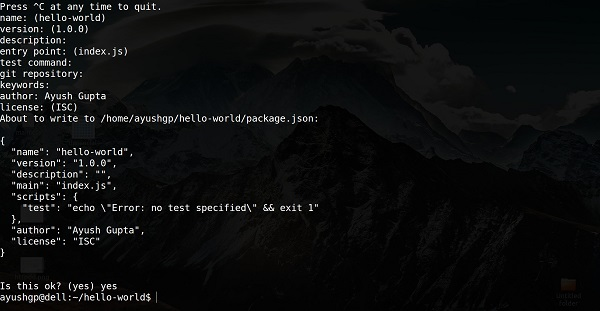 Press ^C at any time to quit.
name: (hello-world)
version: (1.0.0)
description:
entry point: (index.js)
test command:
git repository:
keywords:
author: Ayush Gupta
license: (ISC)
About to write to /home/ayushgp/hello-world/package.json:
{
  "name": "hello-world",
  "version": "1.0.0",
  "description": "",
  "main": "index.js",
  "scripts": {
    "test": "echo \"Error: no test specified\" && exit 1"
  },
  "author": "Ayush Gupta",
  "license": "ISC"
}
Is this ok? (yes) yes
ayushgp@dell:~/hello-world$